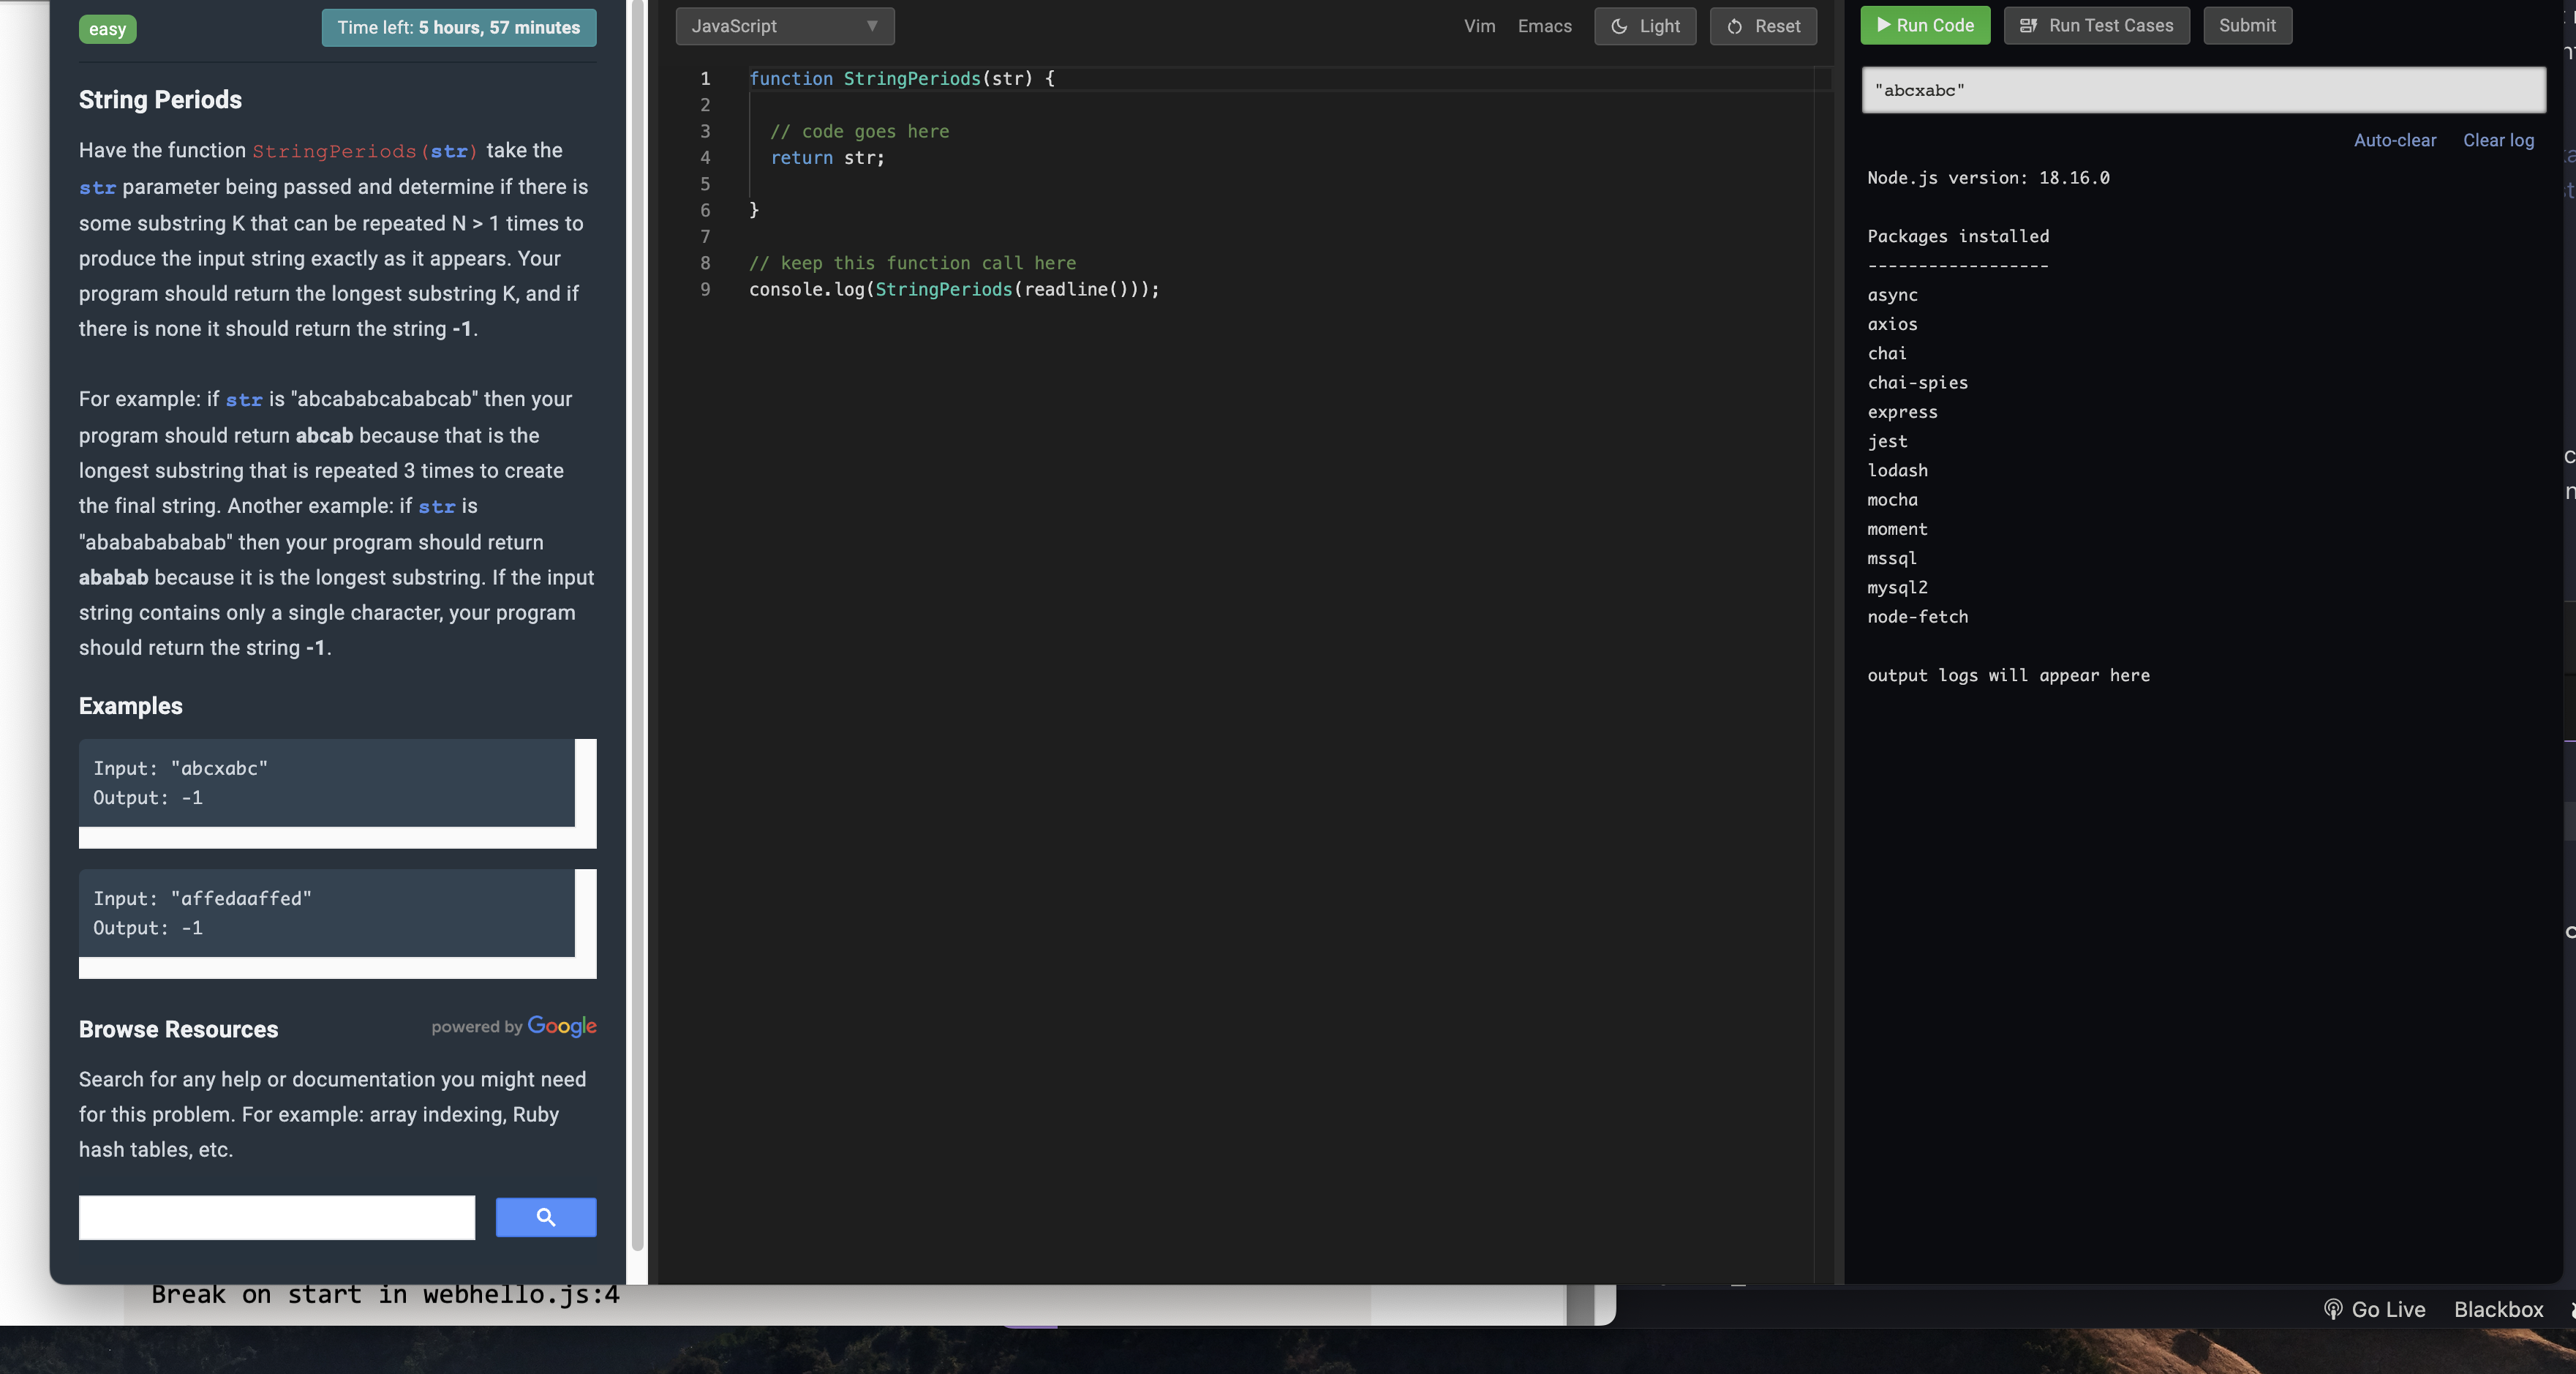 easy
Time left: 5 hours, 57 minutes
String Periods
Have the function StringPeriods(str) take the
str parameter being passed and determine if there is
some substring K that can be repeated N > 1 times to
produce the input string exactly as it appears. Your
program should return the longest substring K, and if
there is none it should return the string -1.
For example: if str is "abcababcababcab" then your
program should return abcab because that is the
longest substring that is repeated 3 times to create
the final string. Another example: if str is
"abababababab" then your program should return
ababab because it is the longest substring. If the input
string contains only a single character, your program
should return the string -1.
Examples
Input: "abcxabc"
Output: -1
Input: "affedaaffed"
Output: -1
Browse Resources
powered by Google
Search for any help or documentation you might need
for this problem. For example: array indexing, Ruby
hash tables, etc.
JavaScript
Vim
Emacs
Light
Reset
1 function StringPeriods(str) {
2
3 // code goes here
4 return str;
5
6 }
7
8 // keep this function call here
9 console.log(StringPeriods(readline()));
Run Code
Run Test Cases
Submit
"abcxabc"
Auto-clear
Clear log
Node.js version: 18.16.0
Packages installed
------------------
async
axios
chai
chai-spies
express
jest
lodash
mocha
moment
mssql
mysql2
node-fetch
output logs will appear here
Break on start in webhello.js:4
Go Live
Blackbox